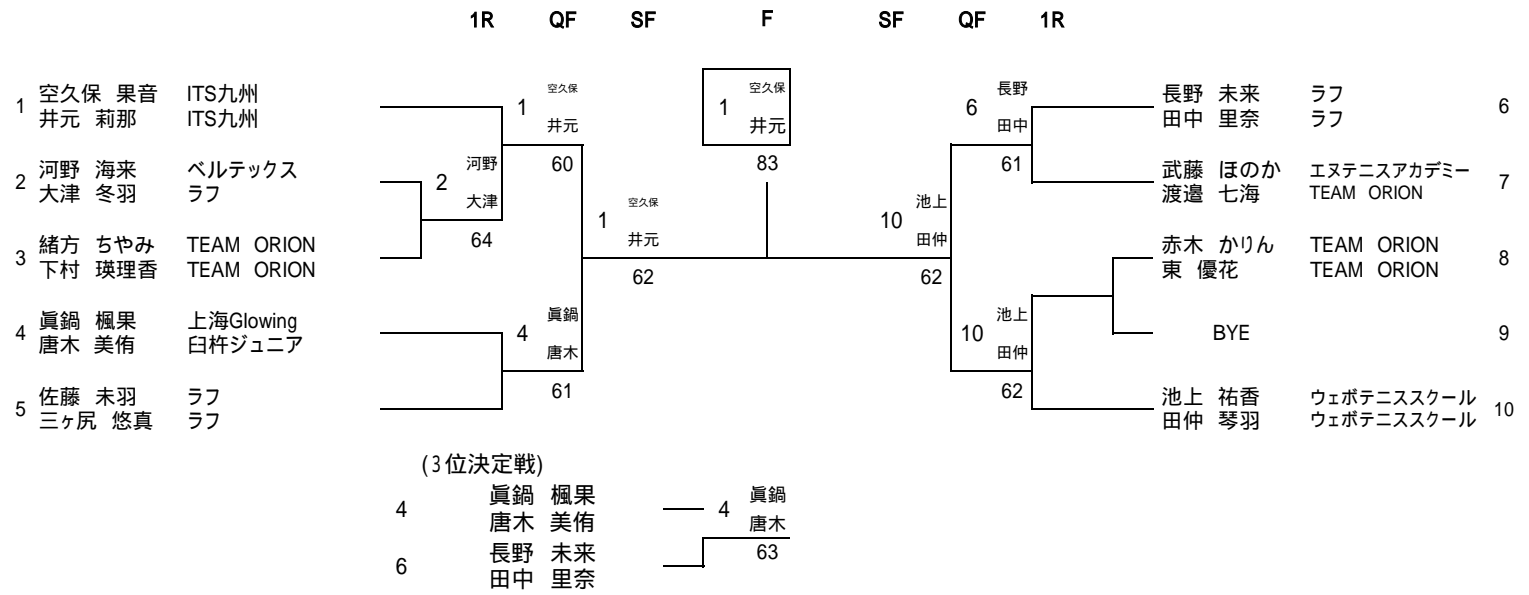 1R QF SF F SF QF 1R
1 空久保 果音 ITS九州
井元 莉那 ITS九州
2 河野 海来 ベルテックス
大津 冬羽 ラフ
3 緒方 ちやみ TEAM ORION
下村 瑛理香 TEAM ORION
4 眞鍋 楓果 上海Glowing
唐木 美侑 臼杵ジュニア
5 佐藤 未羽 ラフ
三ヶ尻 悠真 ラフ
2 河野
大津
64
1 空久保
井元
60
4 眞鍋
唐木
61
1 空久保
井元
62
1 空久保
井元
83
10 池上
田仲
62
6 長野
田中
61
10 池上
田仲
62
長野 未来 ラフ 6
田中 里奈 ラフ
武藤 ほのか エヌテニスアカデミー 7
渡邉 七海 TEAM ORION
赤木 かりん TEAM ORION 8
東 優花 TEAM ORION
BYE 9
池上 祐香 ウェボテニススクール 10
田仲 琴羽 ウェボテニススクール
(3位決定戦)
4 眞鍋 楓果
唐木 美侑
6 長野 未来
田中 里奈
4 眞鍋
唐木
63